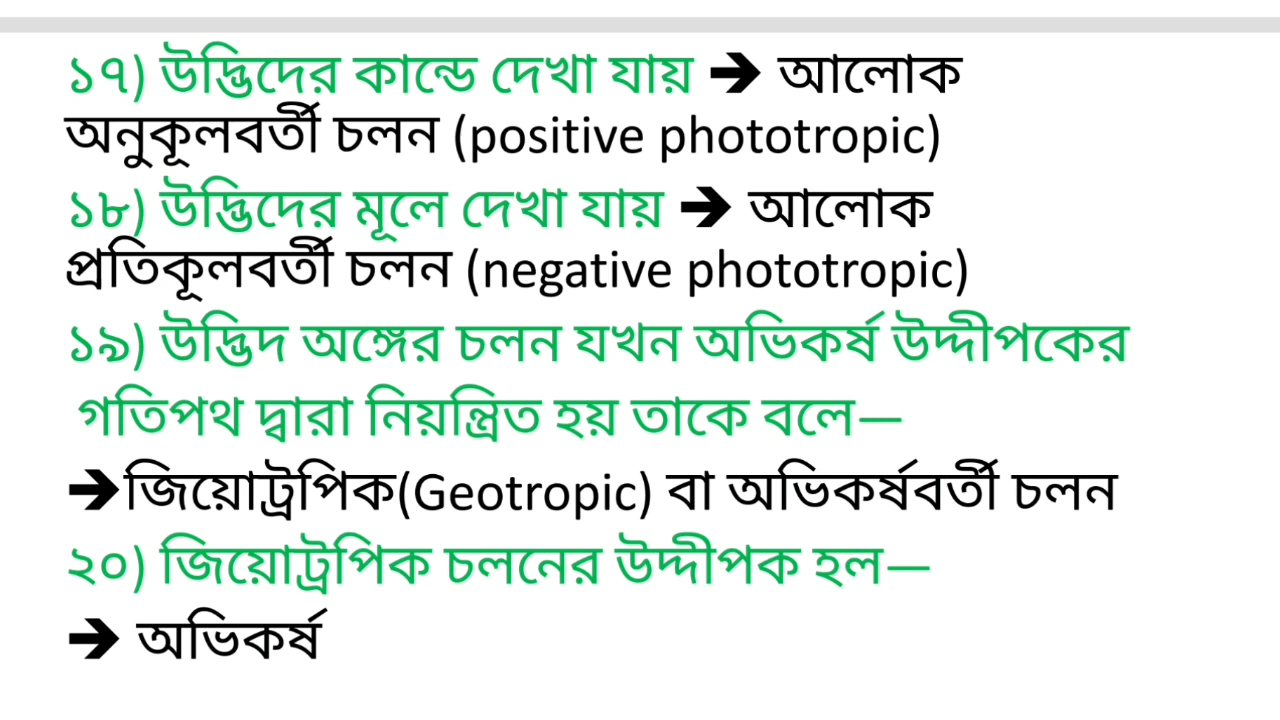 ১৭) উদ্ভিদের কান্ডে দেখা যায় ➔ আলোক
অনুকূলবর্তী চলন (positive phototropic)
১৮) উদ্ভিদের মূলে দেখা যায় ➔ আলোক
প্রতিকূলবর্তী চলন (negative phototropic)
১৯) উদ্ভিদ অঙ্গের চলন যখন অভিকর্ষ উদ্দীপকের
গতিপথ দ্বারা নিয়ন্ত্রিত হয় তাকে বলে—
➔জিয়োট্রপিক(Geotropic) বা অভিকর্ষবর্তী চলন
২০) জিয়োট্রপিক চলনের উদ্দীপক হল—
➔ অভিকর্ষ